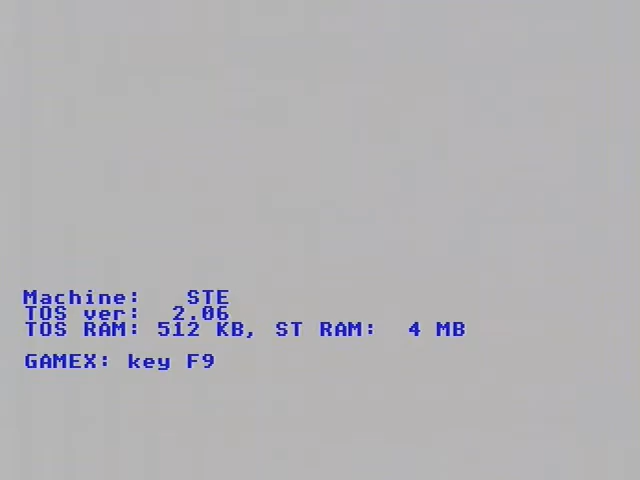 Machine:   STE
TOS ver:  2.06
TOS RAM: 512 KB, ST RAM:  4 MB
GAMEX: key F9